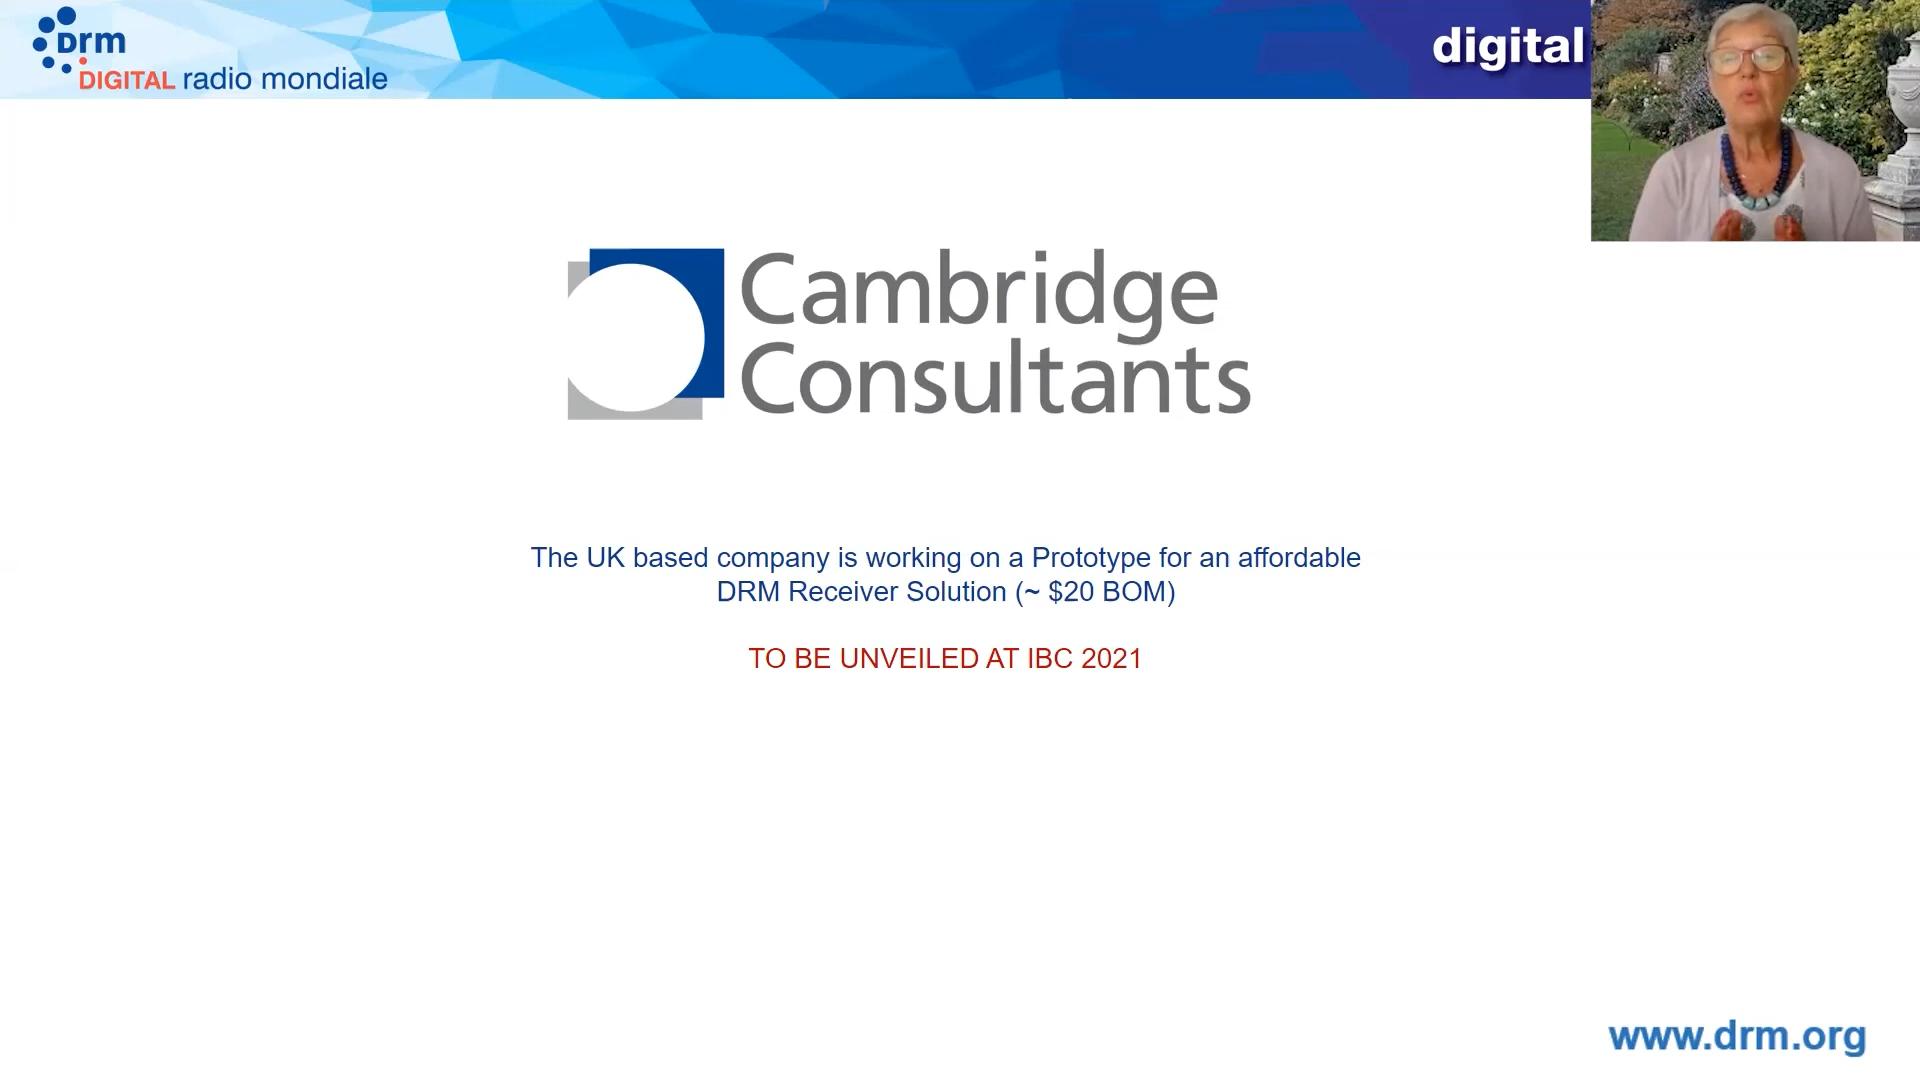 Drm
DIGITAL radio mondiale
digital
Cambridge
Consultants
The UK based company is working on a Prototype for an affordable
DRM Receiver Solution (~ $20 BOM)
TO BE UNVEILED AT IBC 2021
www.drm.org